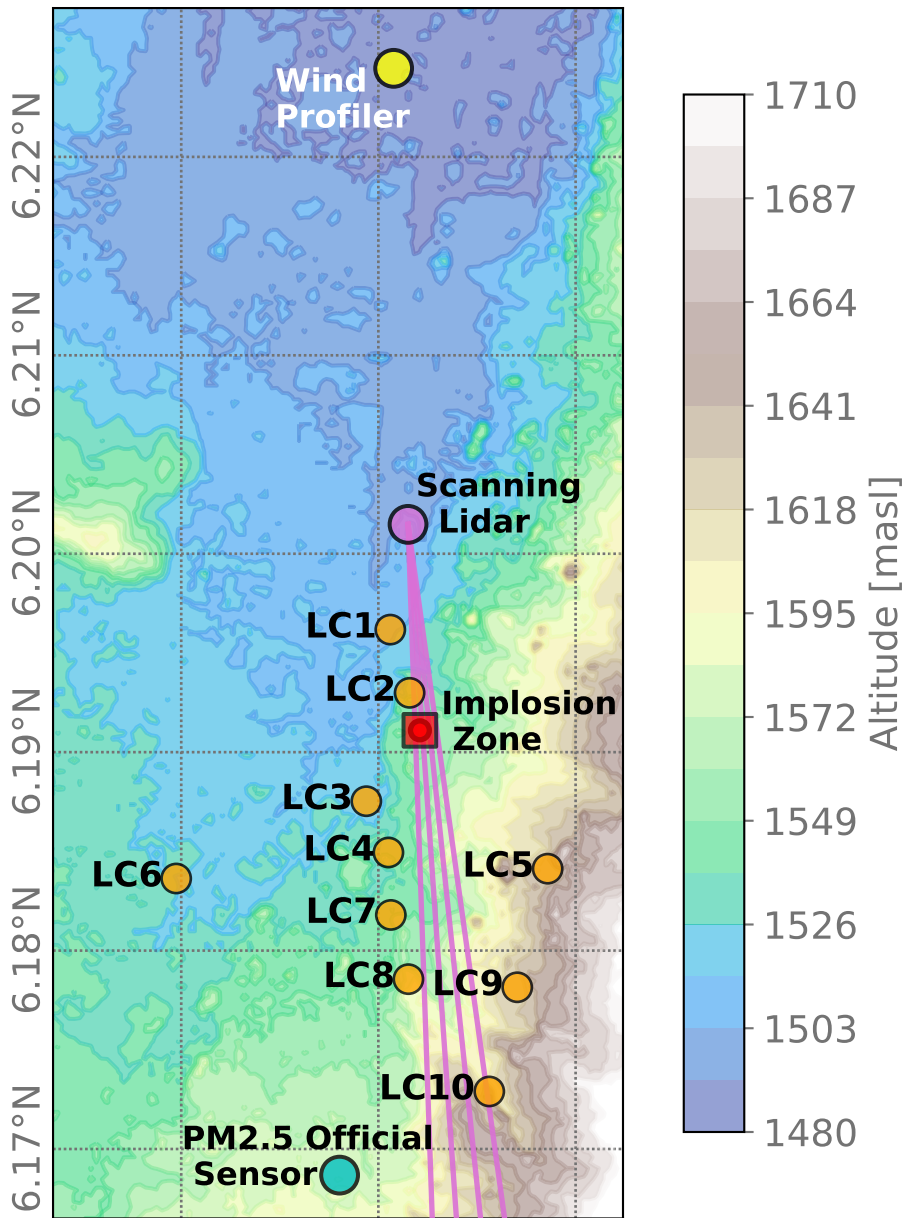 Wind
Profiler
6.22°N
6.21°N
Scanning
Lidar
6.20°N
LC1
LC2
Implosion
Zone
6.19°N
LC3
LC4
LC5
LC6
LC7
6.18°N
LC8
LC9
LC10
PM2.5 Official
Sensor
6.17°N
1710
1687
1664
1641
1618
1595
1572
1549
1526
1503
1480
Altitude [masl]